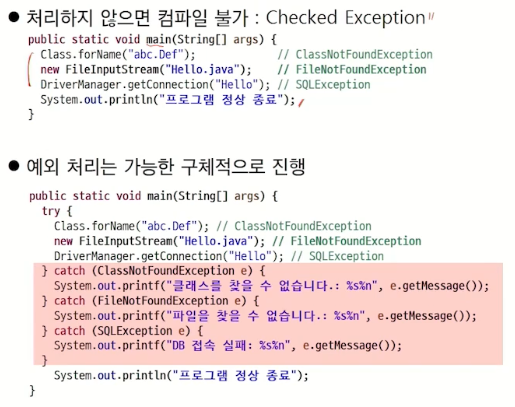 ● 처리하지 않으면 컴파일 불가 : Checked Exception
public static void main(String[] args) {
Class.forName("abc.Def"); // ClassNotFoundException
new FileInputStream("Hello.java"); // FileNotFoundException
DriverManager.getConnection("Hello"); // SQLException
System.out.println("프로그램 정상 종료");
}
● 예외 처리는 가능한 구체적으로 진행
public static void main(String[] args) {
try {
Class.forName("abc.Def"); // ClassNotFoundException
new FileInputStream("Hello.java"); // FileNotFoundException
DriverManager.getConnection("Hello"); // SQLException
} catch (ClassNotFoundException e) {
System.out.printf("클래스를 찾을 수 없습니다.: %s%n", e.getMessage());
} catch (FileNotFoundException e) {
System.out.printf("파일을 찾을 수 없습니다.: %s%n", e.getMessage());
} catch (SQLException e) {
System.out.printf("DB 접속 실패: %s%n", e.getMessage());
}
System.out.println("프로그램 정상 종료");
}